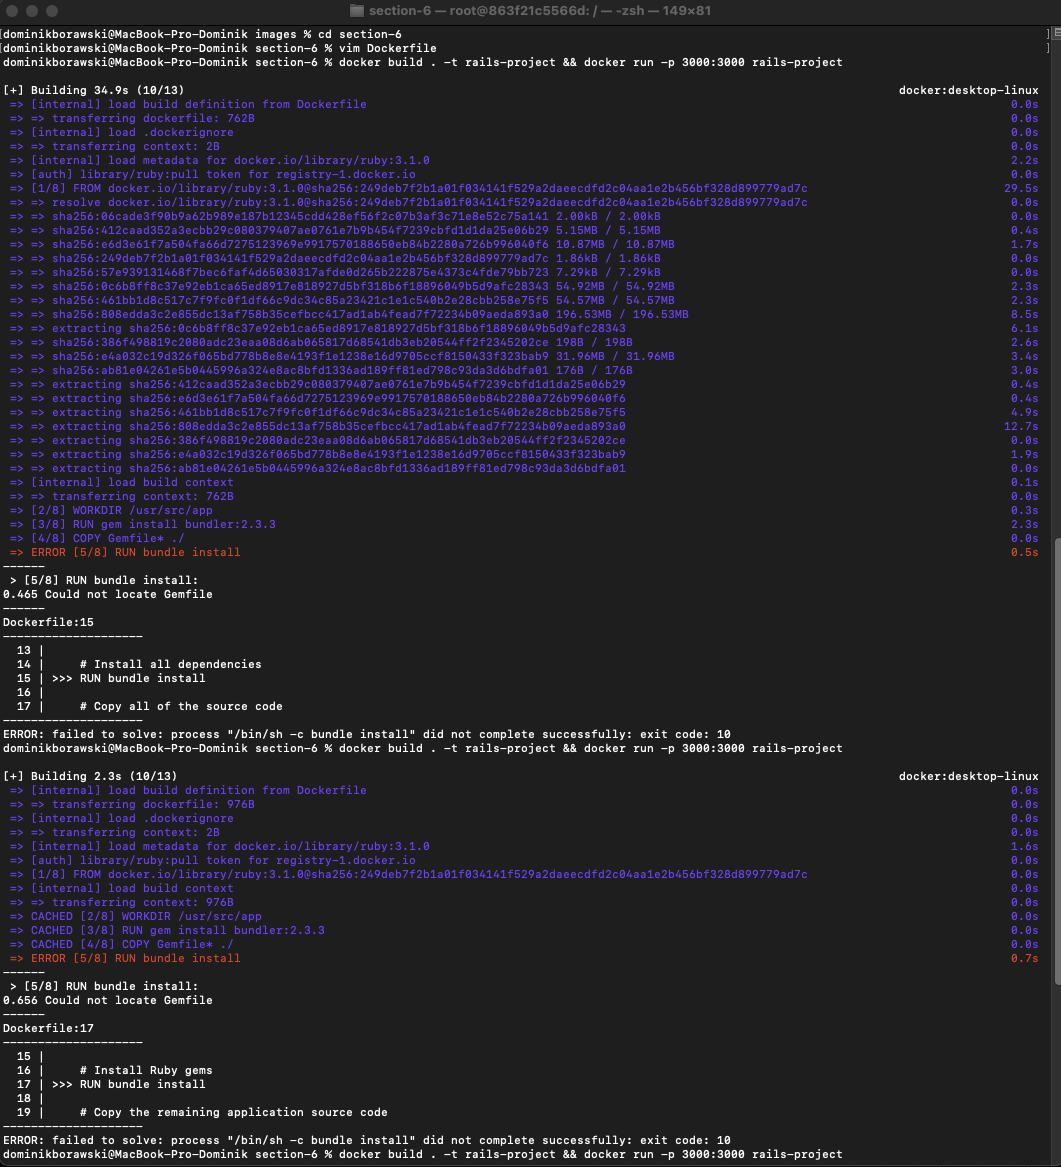 section-6 — root@863f21c5566d: / — -zsh — 149×81
[dominikborawski@MacBook-Pro-Dominik images % cd section-6 ]
[dominikborawski@MacBook-Pro-Dominik section-6 % vim Dockerfile ]
dominikborawski@MacBook-Pro-Dominik section-6 % docker build . -t rails-project && docker run -p 3000:3000 rails-project
[+] Building 34.9s (10/13) docker:desktop-linux
=> [internal] load build definition from Dockerfile 0.0s
=> => transferring dockerfile: 762B 0.0s
=> [internal] load .dockerignore 0.0s
=> => transferring context: 2B 0.0s
=> [internal] load metadata for docker.io/library/ruby:3.1.0 2.2s
=> [auth] library/ruby:pull token for registry-1.docker.io 0.0s
=> [1/8] FROM docker.io/library/ruby:3.1.0@sha256:249deb7f2b1a01f034141f529a2daeecdfd2c04aa1e2b456bf328d899779ad7c 29.5s
=> => resolve docker.io/library/ruby:3.1.0@sha256:249deb7f2b1a01f034141f529a2daeecdfd2c04aa1e2b456bf328d899779ad7c 0.0s
=> => sha256:06cade3f90b9a62b989e187b12345cdd428ef56f2c07b3af3c71e8e52c75a141 2.00kB / 2.00kB 0.0s
=> => sha256:412caad352a3ecbb29c080379407ae0761e7b9b454f7239cbfd1d1da25e06b29 5.15MB / 5.15MB 0.4s
=> => sha256:e6d3e61f7a504fa66d7275123969e9917570188650eb84b2280a726b996040f6 10.87MB / 10.87MB 1.7s
=> => sha256:249deb7f2b1a01f034141f529a2daeecdfd2c04aa1e2b456bf328d899779ad7c 1.86kB / 1.86kB 0.0s
=> => sha256:57e939131468f7bec6faf4d65030317afde0d265b222875e4373c4fde79bb723 7.29kB / 7.29kB 0.0s
=> => sha256:0c6b8ff8c37e92eb1ca65ed8917e818927d5bf318b6f18896049b5d9afc28343 54.92MB / 54.92MB 2.3s
=> => sha256:461bb1d8c517c7f9fc0f1df66c9dc34c85a23421c1e1c540b2e28cbb258e75f5 54.57MB / 54.57MB 2.3s
=> => sha256:808edda3c2e855dc13af758b35cefbcc417ad1ab4fead7f72234b09aeda893a0 196.53MB / 196.53MB 8.5s
=> => extracting sha256:0c6b8ff8c37e92eb1ca65ed8917e818927d5bf318b6f18896049b5d9afc28343 6.1s
=> => sha256:386f498819c2080adc23eaa08d6ab065817d68541db3eb20544ff2f2345202ce 198B / 198B 2.6s
=> => sha256:e4a032c19d326f065bd778b8e8e4193f1e1238e16d9705ccf8150433f323bab9 31.96MB / 31.96MB 3.4s
=> => sha256:ab81e04261e5b0445996a324e8ac8bfd1336ad189ff81ed798c93da3d6bdfa01 176B / 176B 3.0s
=> => extracting sha256:412caad352a3ecbb29c080379407ae0761e7b9b454f7239cbfd1d1da25e06b29 0.4s
=> => extracting sha256:e6d3e61f7a504fa66d7275123969e9917570188650eb84b2280a726b996040f6 0.4s
=> => extracting sha256:461bb1d8c517c7f9fc0f1df66c9dc34c85a23421c1e1c540b2e28cbb258e75f5 4.9s
=> => extracting sha256:808edda3c2e855dc13af758b35cefbcc417ad1ab4fead7f72234b09aeda893a0 12.7s
=> => extracting sha256:386f498819c2080adc23eaa08d6ab065817d68541db3eb20544ff2f2345202ce 0.0s
=> => extracting sha256:e4a032c19d326f065bd778b8e8e4193f1e1238e16d9705ccf8150433f323bab9 1.9s
=> => extracting sha256:ab81e04261e5b0445996a324e8ac8bfd1336ad189ff81ed798c93da3d6bdfa01 0.0s
=> [internal] load build context 0.1s
=> => transferring context: 762B 0.0s
=> [2/8] WORKDIR /usr/src/app 0.3s
=> [3/8] RUN gem install bundler:2.3.3 2.3s
=> [4/8] COPY Gemfile* ./ 0.0s
=> ERROR [5/8] RUN bundle install 0.5s
------
> [5/8] RUN bundle install:
0.465 Could not locate Gemfile
------
Dockerfile:15
--------------------
13 |
14 | # Install all dependencies
15 | >>> RUN bundle install
16 |
17 | # Copy all of the source code
--------------------
ERROR: failed to solve: process "/bin/sh -c bundle install" did not complete successfully: exit code: 10
dominikborawski@MacBook-Pro-Dominik section-6 % docker build . -t rails-project && docker run -p 3000:3000 rails-project
[+] Building 2.3s (10/13) docker:desktop-linux
=> [internal] load build definition from Dockerfile 0.0s
=> => transferring dockerfile: 976B 0.0s
=> [internal] load .dockerignore 0.0s
=> => transferring context: 2B 0.0s
=> [internal] load metadata for docker.io/library/ruby:3.1.0 1.6s
=> [auth] library/ruby:pull token for registry-1.docker.io 0.0s
=> [1/8] FROM docker.io/library/ruby:3.1.0@sha256:249deb7f2b1a01f034141f529a2daeecdfd2c04aa1e2b456bf328d899779ad7c 0.0s
=> [internal] load build context 0.0s
=> => transferring context: 976B 0.0s
=> CACHED [2/8] WORKDIR /usr/src/app 0.0s
=> CACHED [3/8] RUN gem install bundler:2.3.3 0.0s
=> CACHED [4/8] COPY Gemfile* ./ 0.0s
=> ERROR [5/8] RUN bundle install 0.7s
------
> [5/8] RUN bundle install:
0.656 Could not locate Gemfile
------
Dockerfile:17
--------------------
15 |
16 | # Install Ruby gems
17 | >>> RUN bundle install
18 |
19 | # Copy the remaining application source code
--------------------
ERROR: failed to solve: process "/bin/sh -c bundle install" did not complete successfully: exit code: 10
dominikborawski@MacBook-Pro-Dominik section-6 % docker build . -t rails-project && docker run -p 3000:3000 rails-project